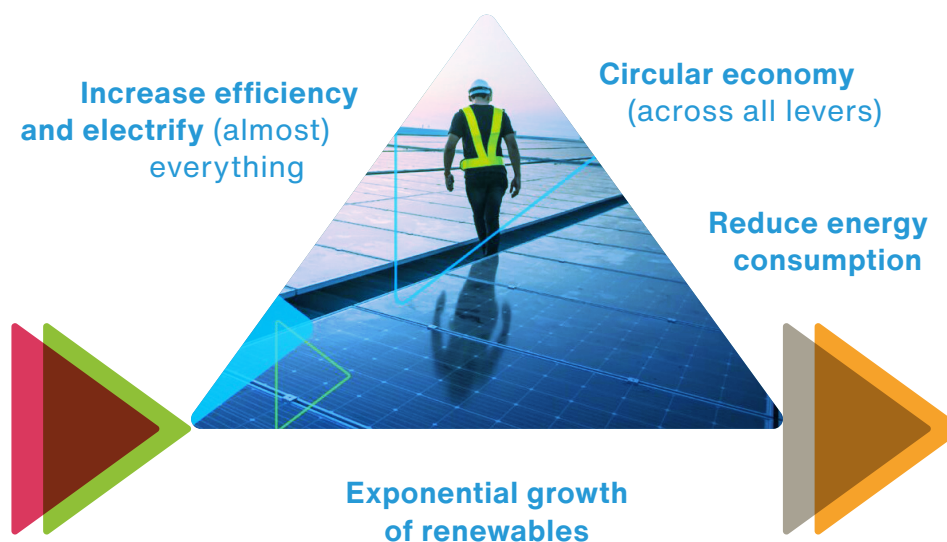 Increase efficiency
and electrify (almost)
everything
Circular economy
(across all levers)
Reduce energy
consumption
Exponential growth
of renewables